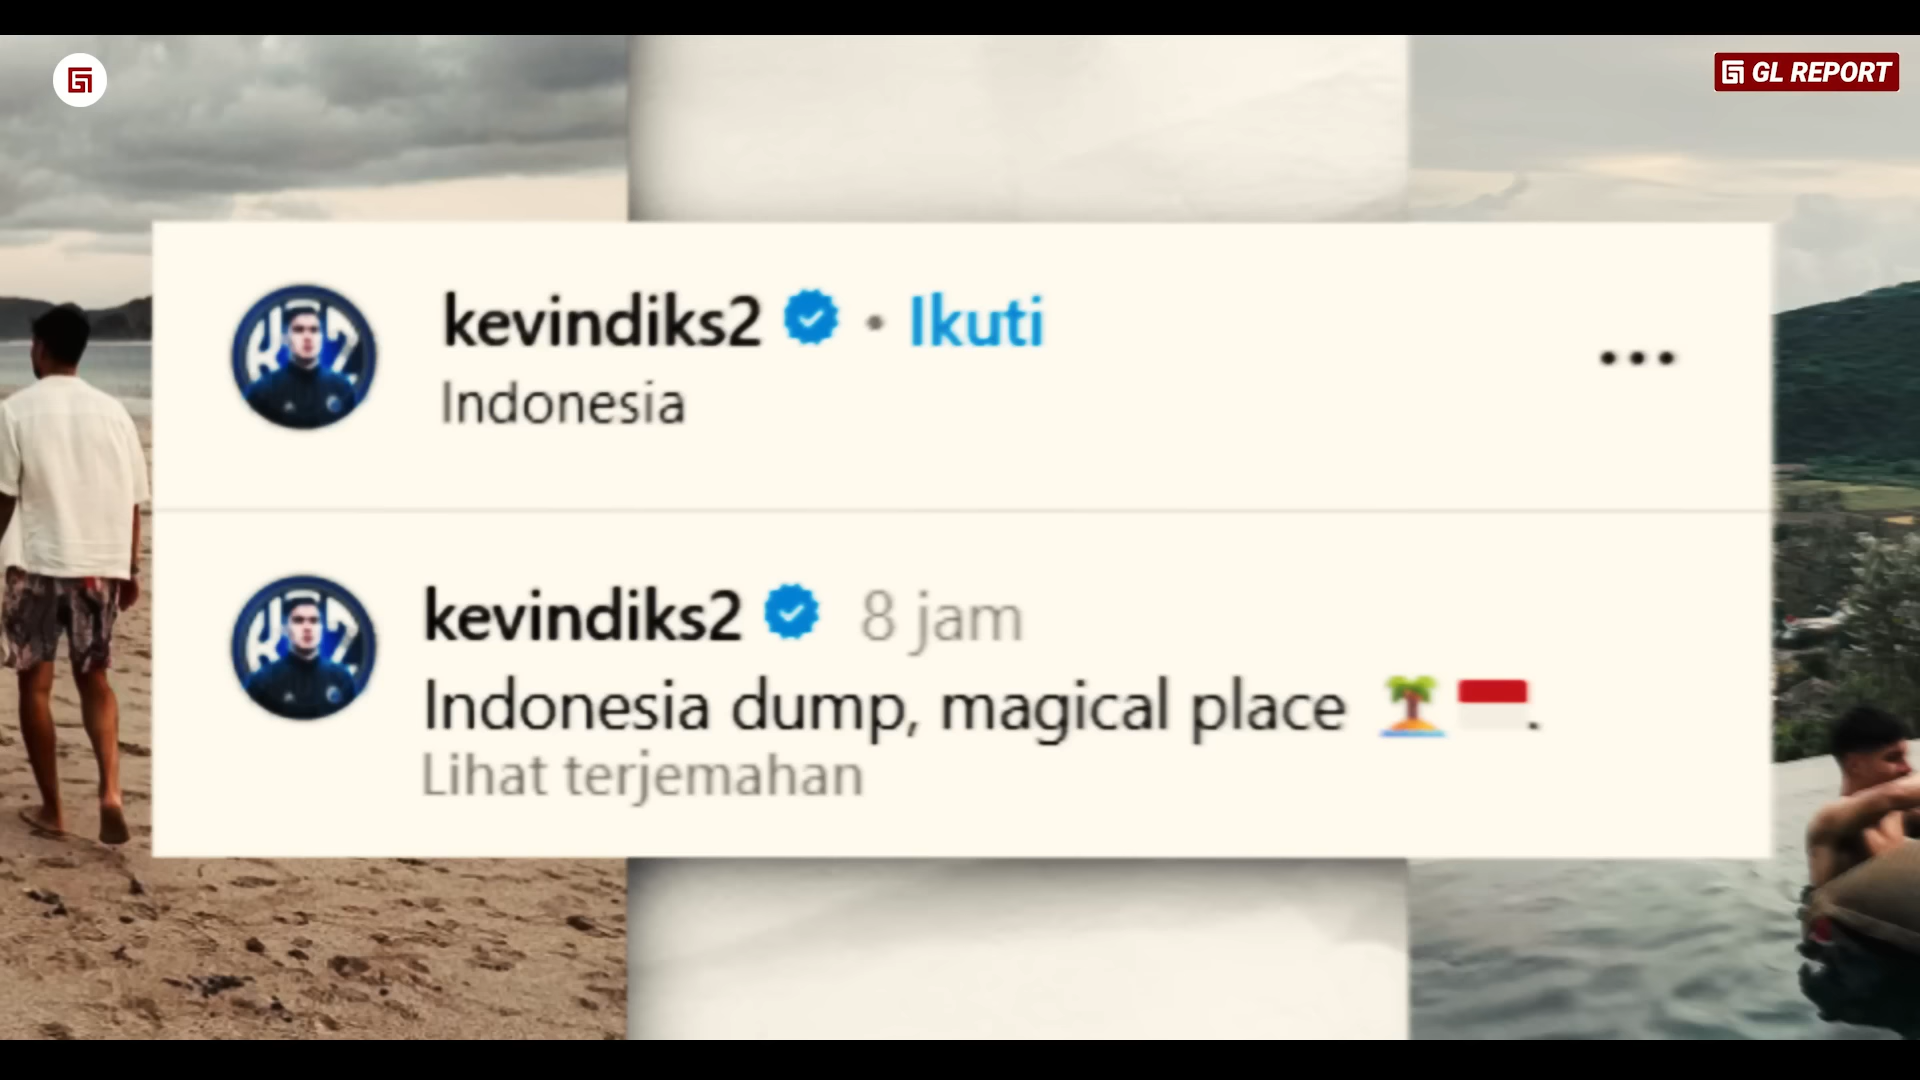 GL REPORT
kevindiks2 • Ikuti
Indonesia
kevindiks2 8 jam
Indonesia dump, magical place 🏝️🇮🇩.
Lihat terjemahan